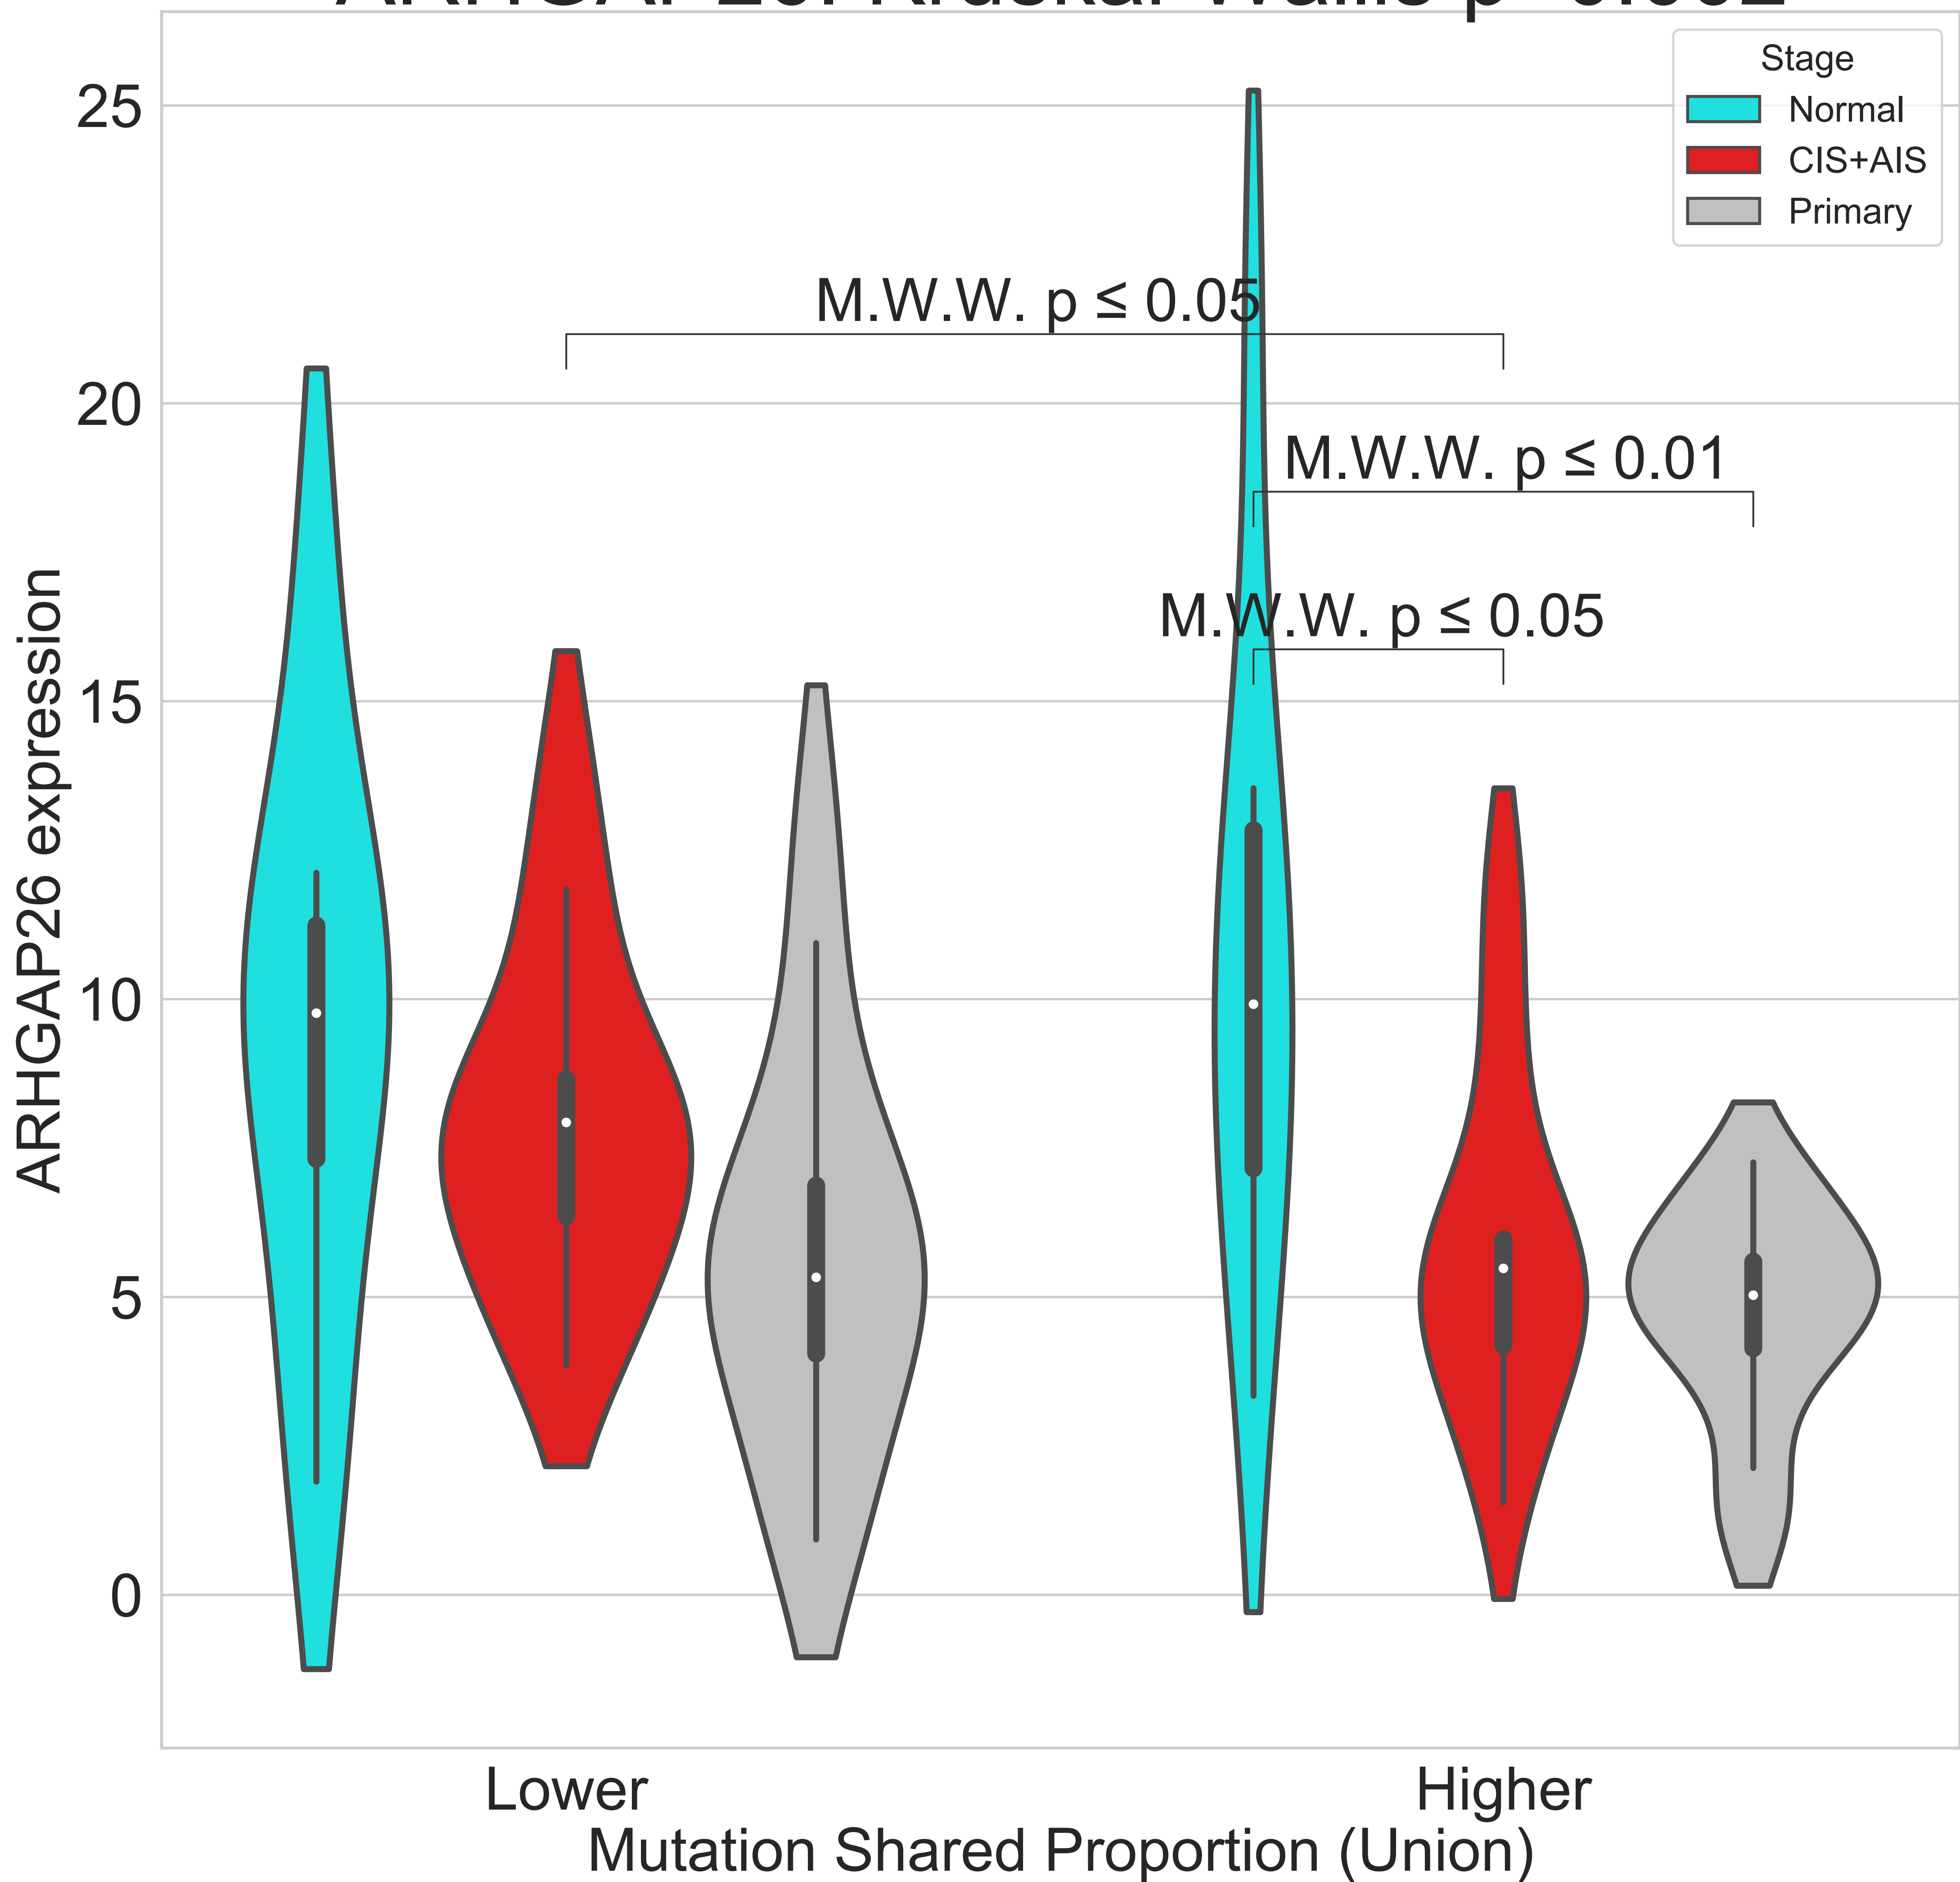 Stage
Normal
CIS+AIS
Primary
25
20
15
10
5
0
ARHGAP26 expression
M.W.W. p ≤ 0.05
M.W.W. p ≤ 0.01
M.W.W. p ≤ 0.05
Lower
Higher
Mutation Shared Proportion (Union)